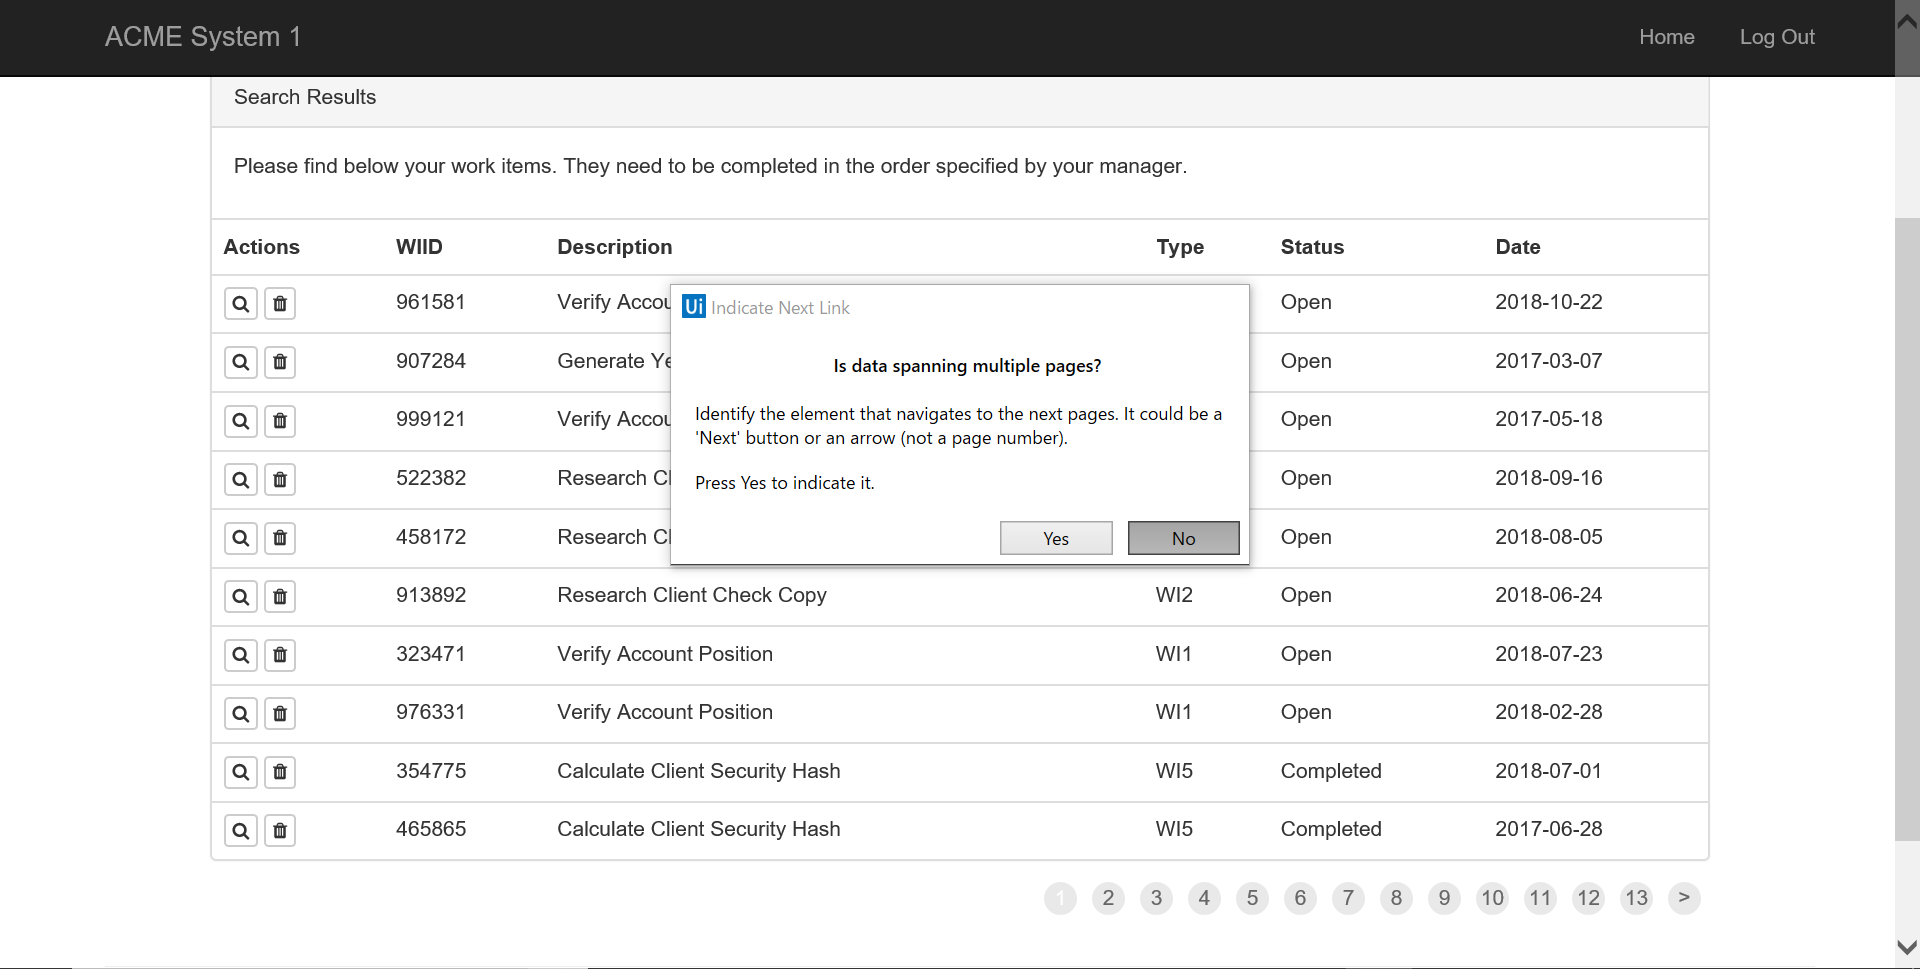 ACME System 1 Home Log Out
Search Results
Please find below your work items. They need to be completed in the order specified by your manager.
Actions WIID Description Type Status Date
961581 Verify Open 2018-10-22
907284 Generate Open 2017-03-07
999121 Verify Open 2017-05-18
522382 Research Open 2018-09-16
458172 Research Open 2018-08-05
Ui Indicate Next Link
Is data spanning multiple pages?
Identify the element that navigates to the next pages. It could be a
'Next' button or an arrow (not a page number).
Press Yes to indicate it.
Yes No
913892 Research Client Check Copy WI2 Open 2018-06-24
323471 Verify Account Position WI1 Open 2018-07-23
976331 Verify Account Position WI1 Open 2018-02-28
354775 Calculate Client Security Hash WI5 Completed 2018-07-01
465865 Calculate Client Security Hash WI5 Completed 2017-06-28
1 2 3 4 5 6 7 8 9 10 11 12 13 >